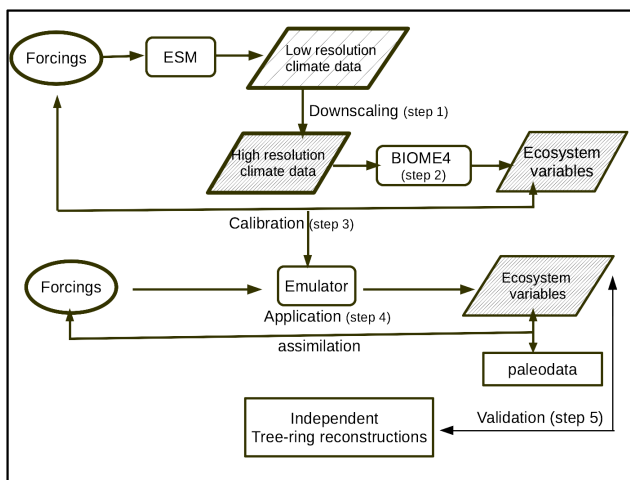 Forcings
ESM
Low resolution
climate data
Downscaling (step 1)
High resolution
climate data
BIOME4
(step 2)
Ecosystem
variables
Calibration (step 3)
Forcings
Emulator
Ecosystem
variables
Application (step 4)
assimilation
paleodata
Independent
Tree-ring reconstructions
Validation (step 5)